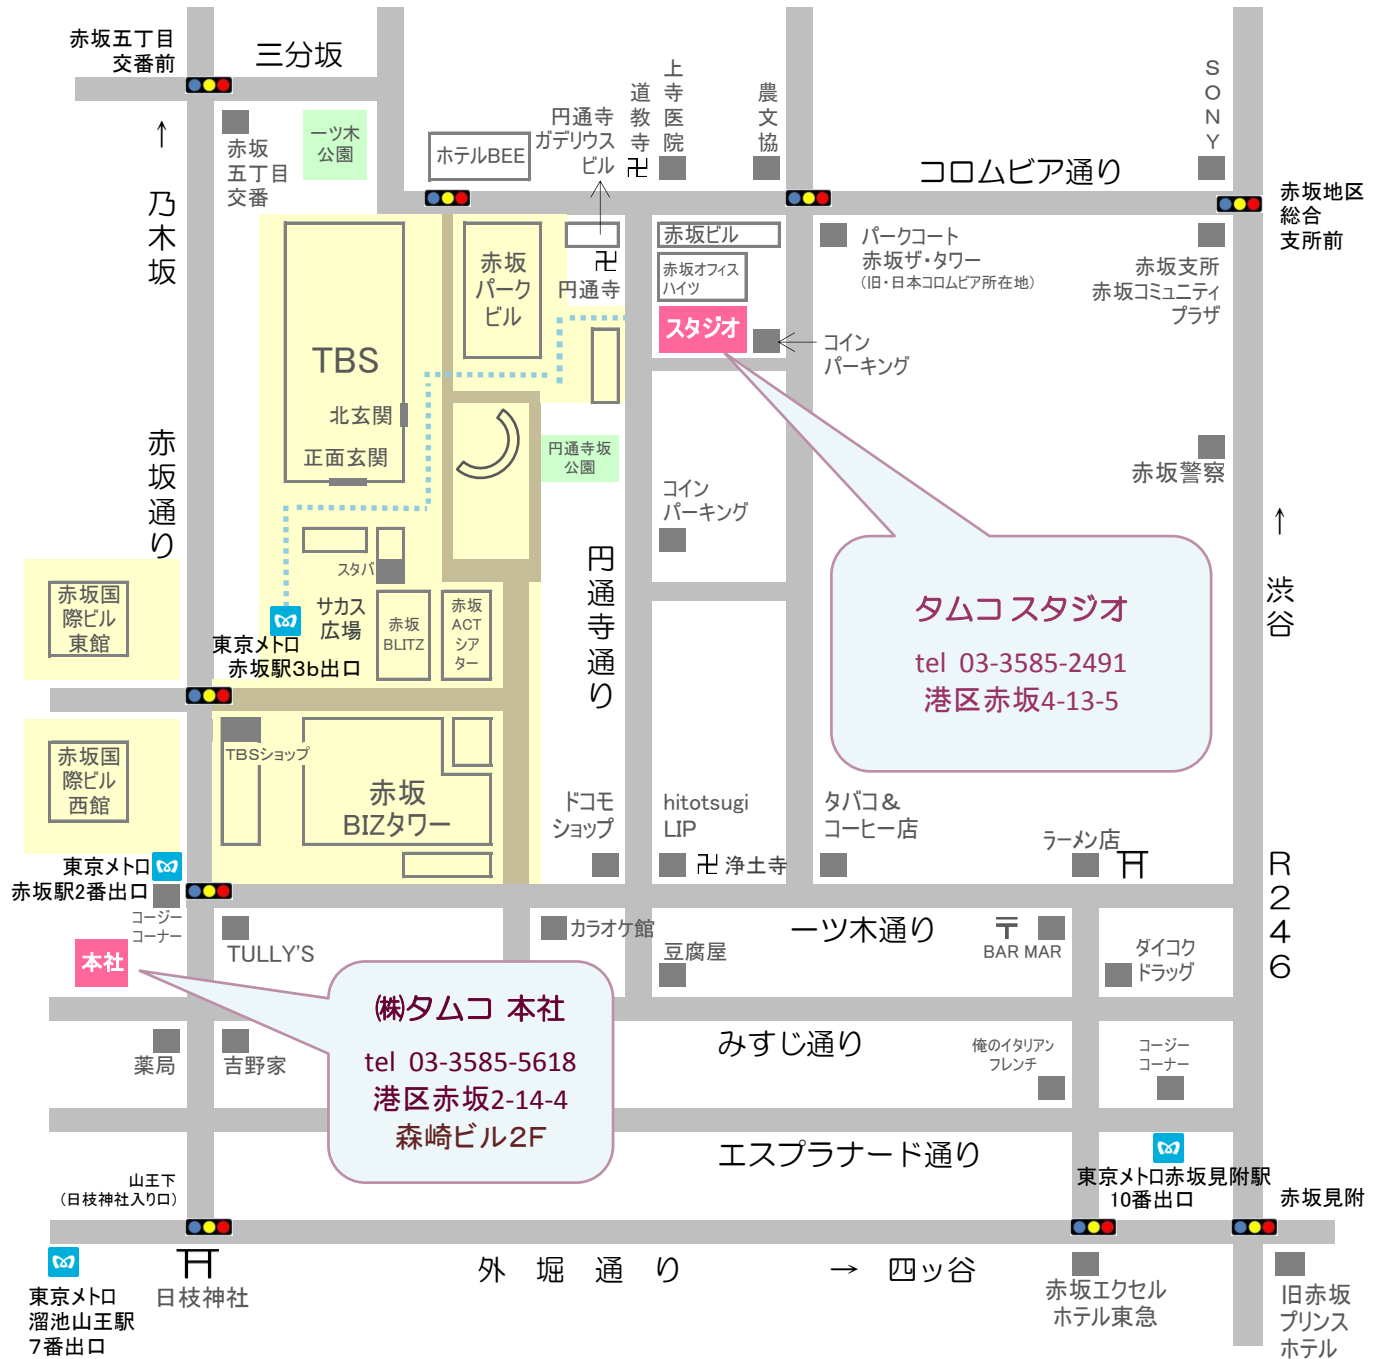 赤坂五丁目
交番前
三分坂
↑
乃木坂
赤坂
五丁目
交番
一ツ木
公園
ホテルBEE
円通寺
ガデリウス
ビル
道教寺
卍
上寺医院
農文協
コロムビア通り
SONY
赤坂地区
総合
支所前
TBS
北玄関
正面玄関
赤坂
パーク
ビル
卍
円通寺
赤坂ビル
赤坂オフィス
ハイツ
スタジオ
コイン
パーキング
パークコート
赤坂ザ・タワー
(旧・日本コロムビア所在地)
赤坂支所
赤坂コミュニティ
プラザ
赤坂通り
円通寺坂
公園
コイン
パーキング
赤坂警察
↑
渋谷
R246
スタバ
サカス
広場
赤坂
BLITZ
赤坂
ACT
シア
ター
円通寺通り
タムコ スタジオ
tel 03-3585-2491
港区赤坂4-13-5
赤坂国
際ビル
東館
東京メトロ
赤坂駅3b出口
赤坂国
際ビル
西館
TBSショップ
赤坂
BIZタワー
ドコモ
ショップ
hitotsugi
LIP
卍 浄土寺
タバコ&
コーヒー店
ラーメン店
東京メトロ
赤坂駅2番出口
コージー
コーナー
本社
TULLY'S
カラオケ館
豆腐屋
一ツ木通り
〒
BAR MAR
ダイコク
ドラッグ
㈱タムコ 本社
tel 03-3585-5618
港区赤坂2-14-4
森崎ビル2F
薬局
吉野家
みすじ通り
俺のイタリアン
フレンチ
コージー
コーナー
エスプラナード通り
東京メトロ赤坂見附駅
10番出口
赤坂見附
山王下
(日枝神社入り口)
東京メトロ
溜池山王駅
7番出口
日枝神社
外堀通り
→ 四ッ谷
赤坂エクセル
ホテル東急
旧赤坂
プリンス
ホテル